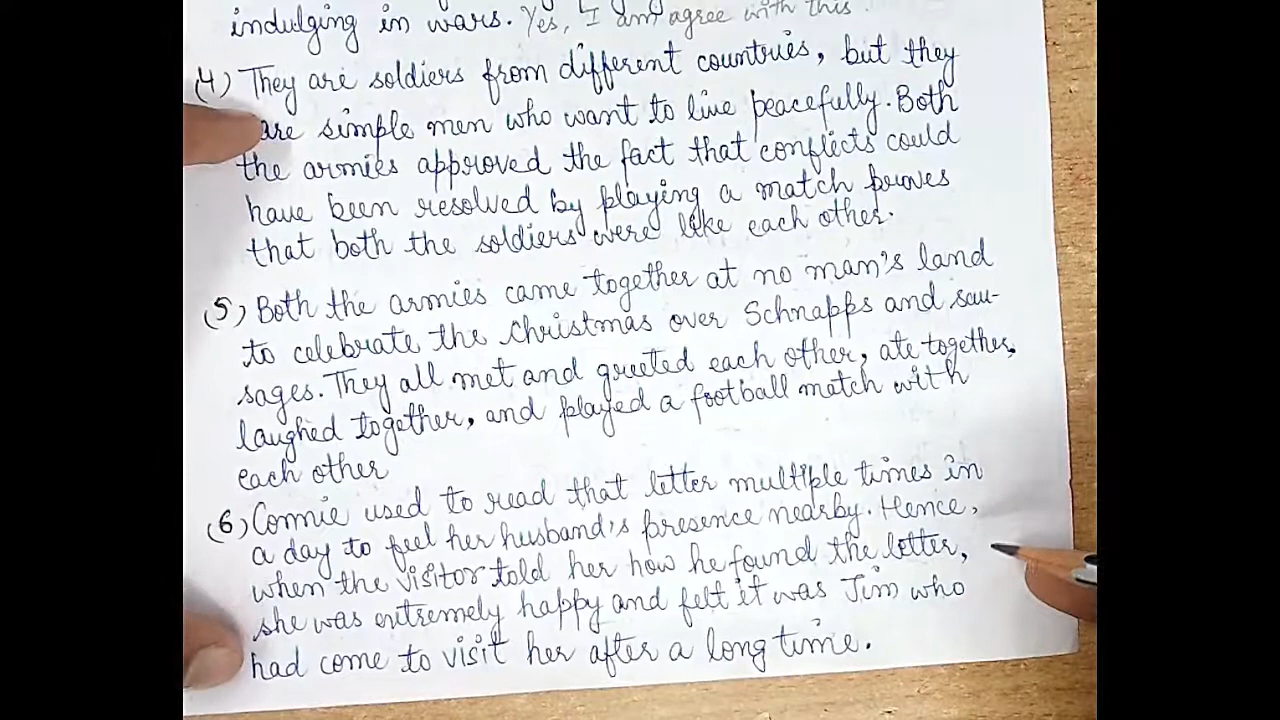 indulging in wars. Yes, I am agree with this.
(4) They are soldiers from different countries, but they
are simple men who want to live peacefully. Both
the armies approved the fact that conflicts could
have been resolved by playing a match proves
that both the soldiers were like each other.
(5) Both the armies came together at no man's land
to celebrate the Christmas over Schnapps and sau-
sages. They all met and greeted each other, ate together,
laughed together, and played a football match with
each other
(6) Connie used to read that letter multiple times in
a day to feel her husband's presence nearby. Hence,
when the visitor told her how he found the letter,
she was extremely happy and felt it was Jim who
had come to visit her after a long time.